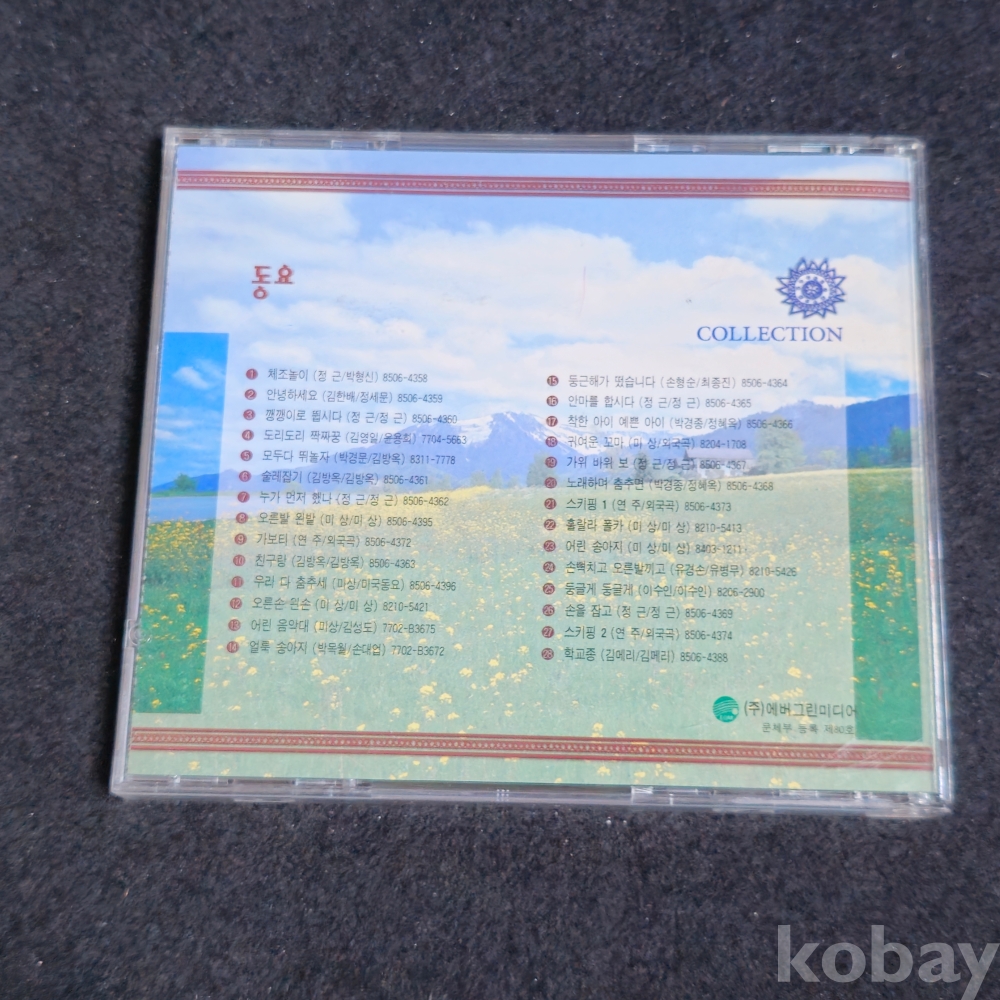 동요
COLLECTION
1 체조놀이 (정 근/박형신) 8506-4358
2 안녕하세요 (김한배/정세문) 8506-4359
3 깽깽이로 뜁시다 (정 근/정 근) 8506-4360
4 도리도리 짝짜꿍 (김영일/윤용희) 7704-5663
5 모두다 뛰놀자 (박경문/김방옥) 8311-7778
6 술레잡기 (김방옥/김방옥) 8506-4361
7 누가 먼저 했나 (정 근/정근) 8506-4362
8 오른발 왼발 (미 상/미 상) 8506-4395
9 가보터 (연 주/외국곡) 8506-4372
10 친구랑 (김방옥/김방옥) 8506-4363
11 우리 다 춤추세 (미상/미국동요) 8506-4396
12 오른손 왼손 (미 상/미 상) 8210-5421
13 어린 음악대 (미상/김성도) 7702-B3675
14 얼룩 송아지 (박목월/손대업) 7702-B3672
15 둥근해가 떴습니다 (손형순/최종진) 8506-4364
16 안마를 합시다 (정 근/정 근) 8506-4365
17 착한 아이 예쁜 아이 (박경종/정혜옥) 8506-4366
18 귀여운 꼬마 (미 상/외국곡) 8204-1708
19 가위 바위 보 (정 근/정 근) 8506-4367
20 노래하며 춤추면 (박경종/정혜옥) 8506-4368
21 스키핑 1 (연 주/외국곡) 8506-4373
22 훌랄라 폴카 (미 상/미 상) 8210-5413
23 어린 송아지 (미 상/미 상) 8403-1211
24 손뼉치고 오른발끼고 (유경손/유병무) 8210-5426
25 둥글게 둥글게 (이수인/이수인) 8206-2900
26 손을 잡고 (정 근/정 근) 8506-4369
27 스키핑 2 (연 주/외국곡) 8506-4374
28 학교종 (김메리/김메리) 8506-4388
(주)에버그린미디어
문체부 등록 제80호
kobay